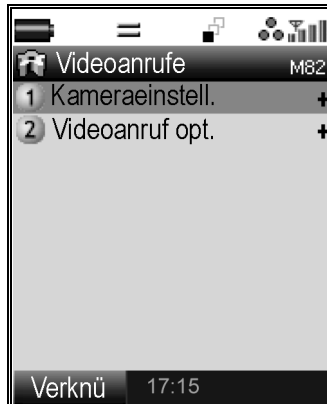 Videoanrufe M82
1 Kameraeinstell. +
2 Videoanruf opt. +
Verknü 17:15